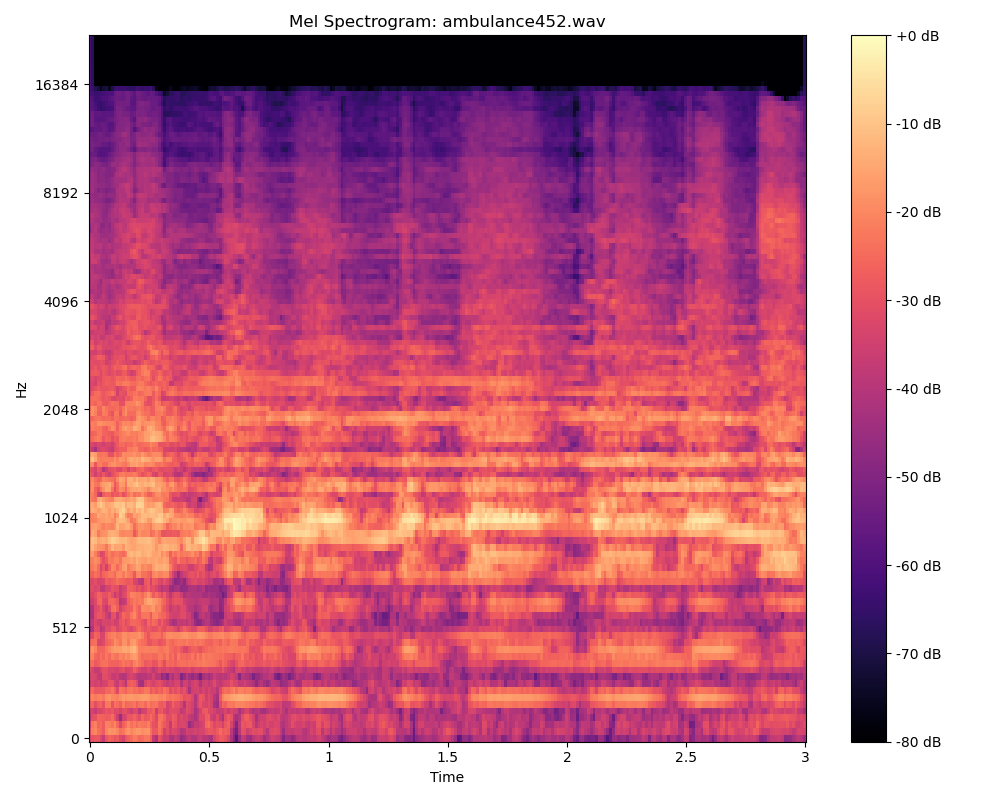 Mel Spectrogram: ambulance452.wav
Hz
16384
8192
4096
2048
1024
512
0
0 0.5 1 1.5 2 2.5 3
Time
+0 dB
-10 dB
-20 dB
-30 dB
-40 dB
-50 dB
-60 dB
-70 dB
-80 dB